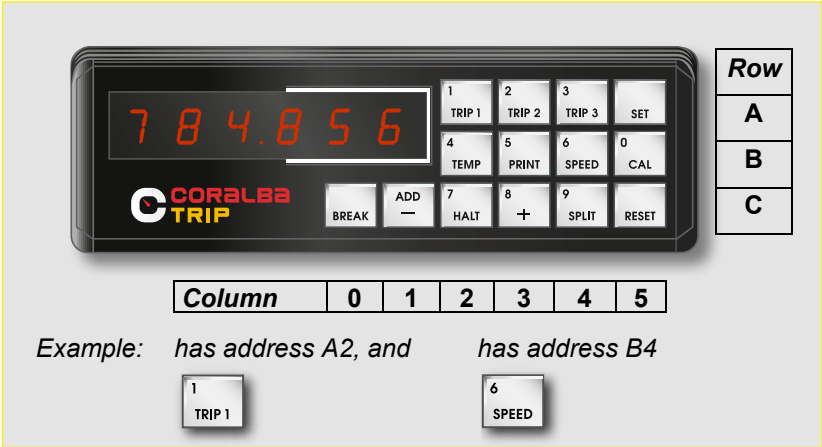 Row
1 2 3
TRIP 1 TRIP 2 TRIP 3 SET
A
784.856
4 5 6 0
TEMP PRINT SPEED CAL
B
CORALBA
TRIP
ADD 7 8 9
BREAK – HALT + SPLIT RESET
C
Column 0 1 2 3 4 5
Example: has address A2, and has address B4
1 6
TRIP 1 SPEED